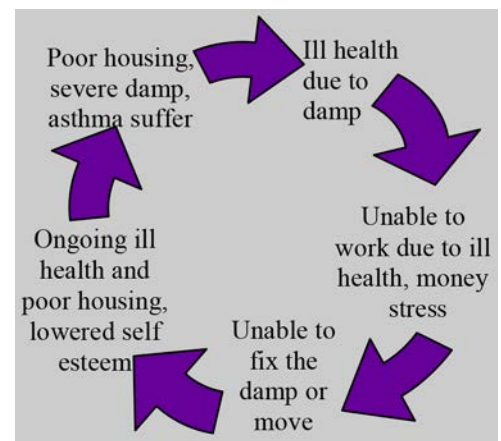 Poor housing,
severe damp,
asthma suffer
Ill health
due to
damp
Unable to
work due to ill
health, money
stress
Unable to
fix the
damp or
move
Ongoing ill
health and
poor housing,
lowered self
esteem